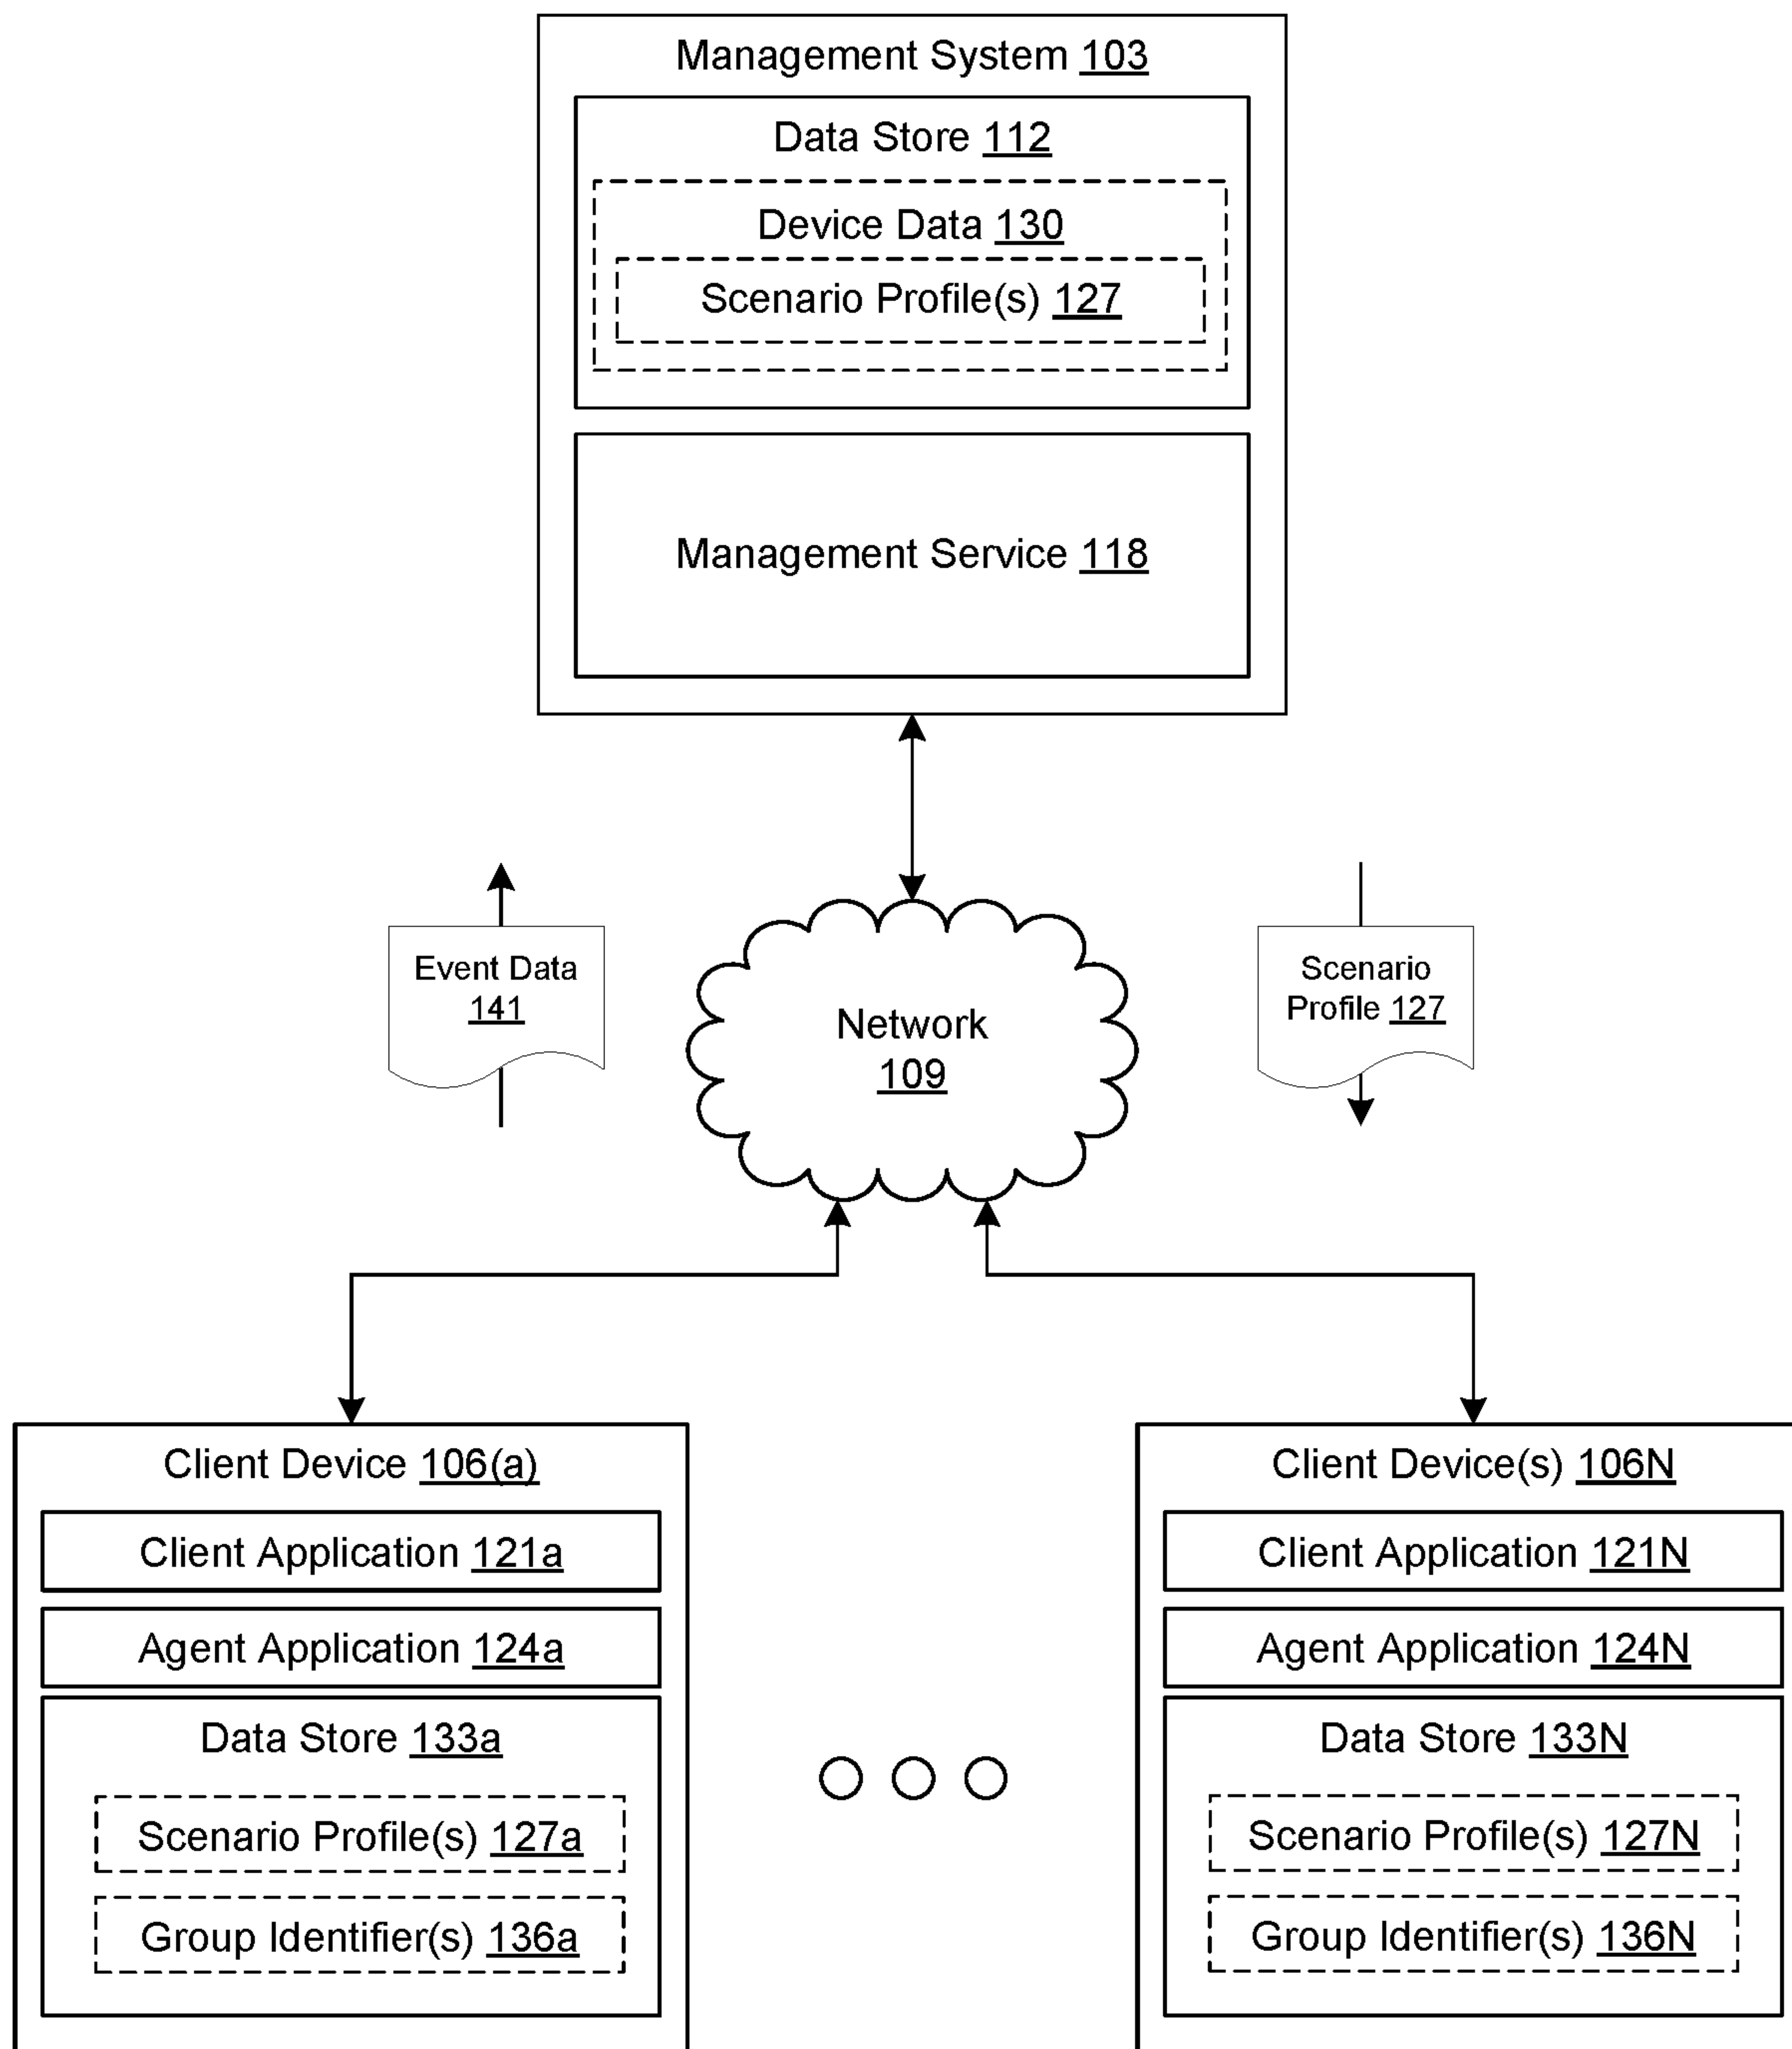 Management System 103
Data Store 112
Device Data 130
Scenario Profile(s) 127
Management Service 118
Event Data
141
Network
109
Scenario
Profile 127
Client Device 106(a)
Client Application 121a
Agent Application 124a
Data Store 133a
Scenario Profile(s) 127a
Group Identifier(s) 136a
Client Device(s) 106N
Client Application 121N
Agent Application 124N
Data Store 133N
Scenario Profile(s) 127N
Group Identifier(s) 136N